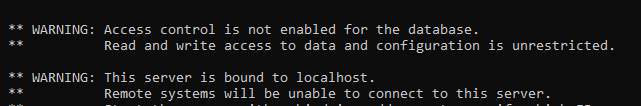 ** WARNING: Access control is not enabled for the database.
**          Read and write access to data and configuration is unrestricted.
** WARNING: This server is bound to localhost.
**          Remote systems will be unable to connect to this server.